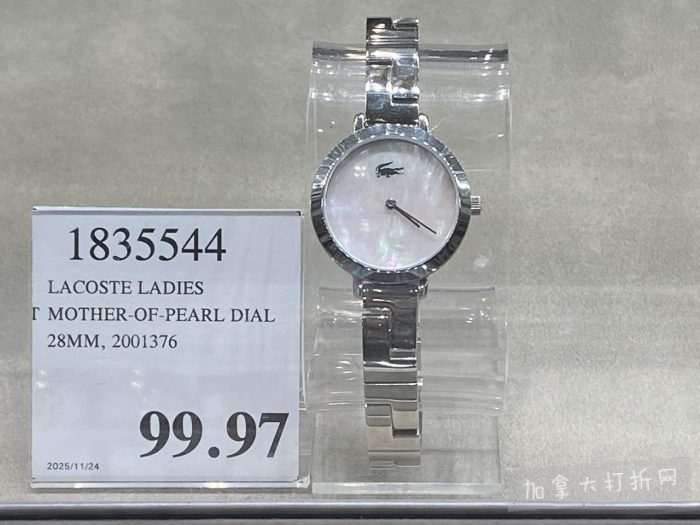 1835544
LACOSTE LADIES
T MOTHER-OF-PEARL DIAL
28MM, 2001376
99.97
2025/11/24
加拿大打折网